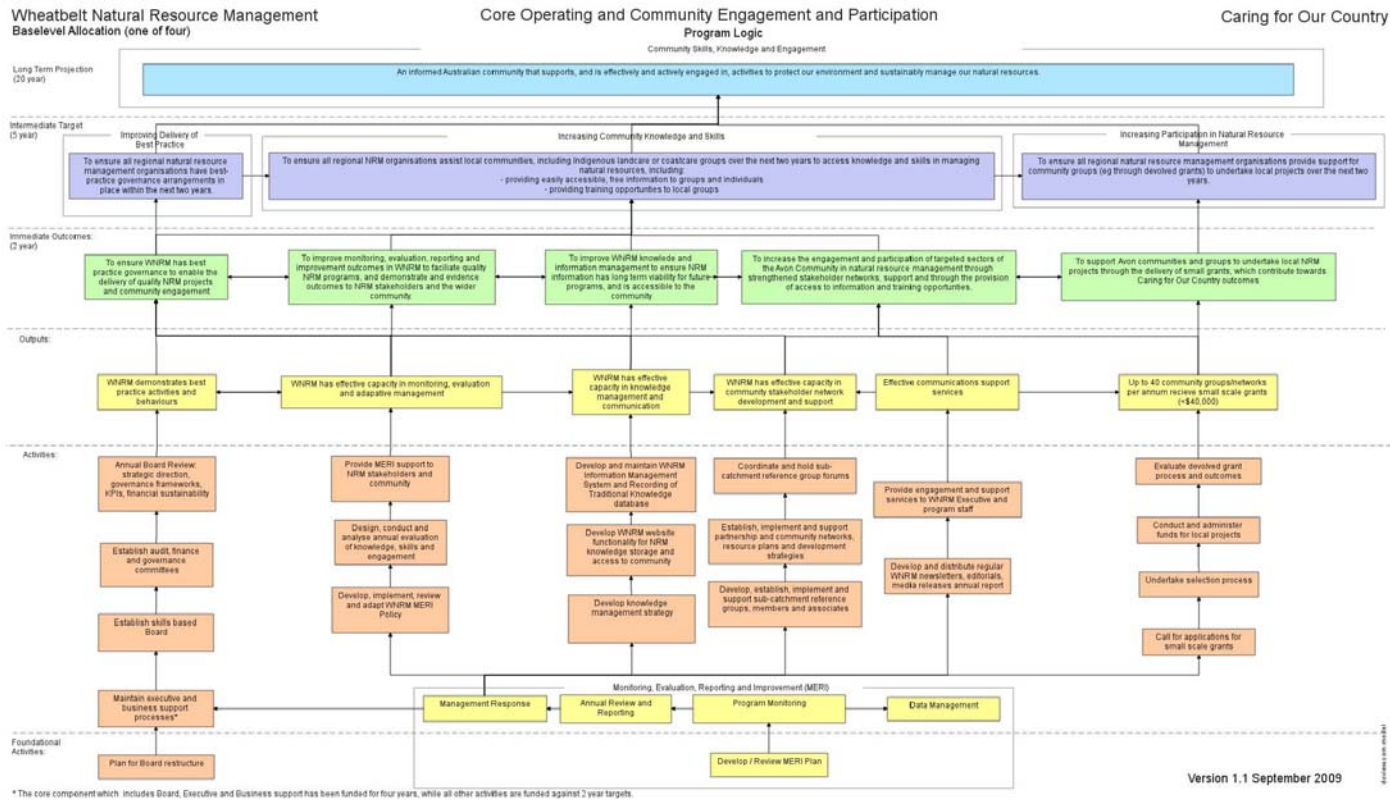 Wheatbelt Natural Resource Management
Core Operating and Community Engagement and Participation
Caring for Our Country
Baselevel Allocation (one of four)
Program Logic
Community Skills, Knowledge and Engagement
Long Term Projection
(20 year)
An informed Australian community that supports, and is effectively and actively engaged in, activities to protect our environment and sustainably manage our natural resources.
Intermediate Target
(5 year)
Improving Delivery of
Best Practice
Increasing Community Knowledge and Skills
Increasing Participation in Natural Resource
Management
To ensure all regional natural resource
management organisations have best-
practice governance arrangements in
place within the next two years.
To ensure all regional NRM organisations assist local communities, including Indigenous landcare or coastcare groups over the next two years to access knowledge and skills in managing
natural resources, including:
- providing easily accessible, free information to groups and individuals
- providing training opportunities to local groups
To ensure all regional natural resource management organisations provide support for
community groups (eg through devolved grants) to undertake local projects over the next two
years.
Immediate Outcomes:
(2 year)
To ensure WNRM has best
practice governance to enable the
delivery of quality NRM projects
and community engagement
To improve monitoring, evaluation, reporting and
improvement outcomes in WNRM to facilitate quality
NRM programs, and demonstrate and evidence
outcomes to NRM stakeholders and the wider
community.
To improve WNRM knowledge and
information management to ensure NRM
information has long term viability for future
programs, and is accessible to the
community
To increase the engagement and participation of targeted sectors of
the Avon Community in natural resource management through
strengthened stakeholder networks, support and through the provision
of access to information and training opportunities.
To support Avon communities and groups to undertake local NRM
projects through the delivery of small grants, which contribute towards
Caring for Our Country outcomes
Outputs:
WNRM demonstrates best
practice activities and
behaviours
WNRM has effective capacity in monitoring, evaluation
and adapative management
WNRM has effective
capacity in knowledge
management and
communication
WNRM has effective capacity in
community stakeholder network
development and support
Effective communications support
services
Up to 40 community groups/networks
per annum recieve small scale grants
(<$40,000)
Activities:
Annual Board Review:
strategic direction,
governance frameworks,
KPIs, financial sustainability
Provide MERI support to
NRM stakeholders and
community
Develop and maintain WNRM
Information Management
System and Recording of
Traditional Knowledge
database
Coordinate and hold sub-
catchment reference group forums
Provide engagement and support
services to WNRM Executive and
program staff
Evaluate devolved grant
process and outcomes
Establish audit, finance
and governance
committees
Design, conduct and
analyse annual evaluation
of knowledge, skills and
engagement
Develop WNRM website
functionality for NRM
knowledge storage and
access to community
Establish, implement and support
partnership and community networks,
resource plans and development
strategies
Develop and distribute regular
WNRM newsletters, editorials,
media releases annual report
Conduct and administer
funds for local projects
Undertake selection process
Establish skills based
Board
Develop, implement, review
and adapt WNRM MERI
Policy
Develop knowledge
management strategy
Develop, establish, implement and
support sub-catchment reference
groups, members and associates
Call for applications for
small scale grants
Maintain executive and
business support
processes*
Monitoring, Evaluation, Reporting and Improvement (MERI)
Management Response
Annual Review and
Reporting
Program Monitoring
Data Management
Foundational
Activities:
Plan for Board restructure
Develop / Review MERI Plan
Version 1.1 September 2009
* The core component which includes Board, Executive and Business support has been funded for four years, while all other activities are funded against 2 year targets.